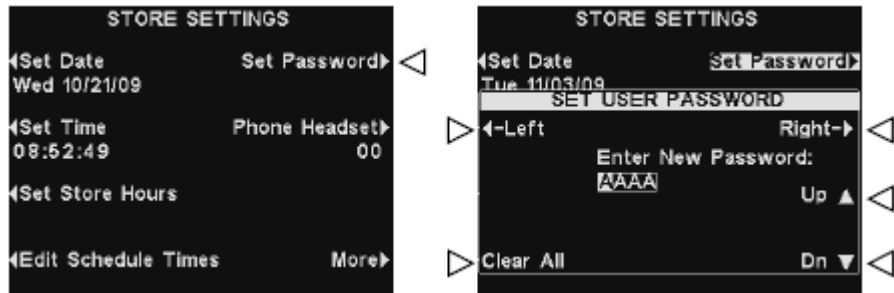 STORE SETTINGS
Set Date Set Password
Wed 10/21/09
Set Time Phone Headset
08:52:49 00
Set Store Hours
Edit Schedule Times More
STORE SETTINGS
Set Date Set Password
Tue 11/03/09
SET USER PASSWORD
-Left Right-
Enter New Password:
AAAA
Up
Clear All Dn